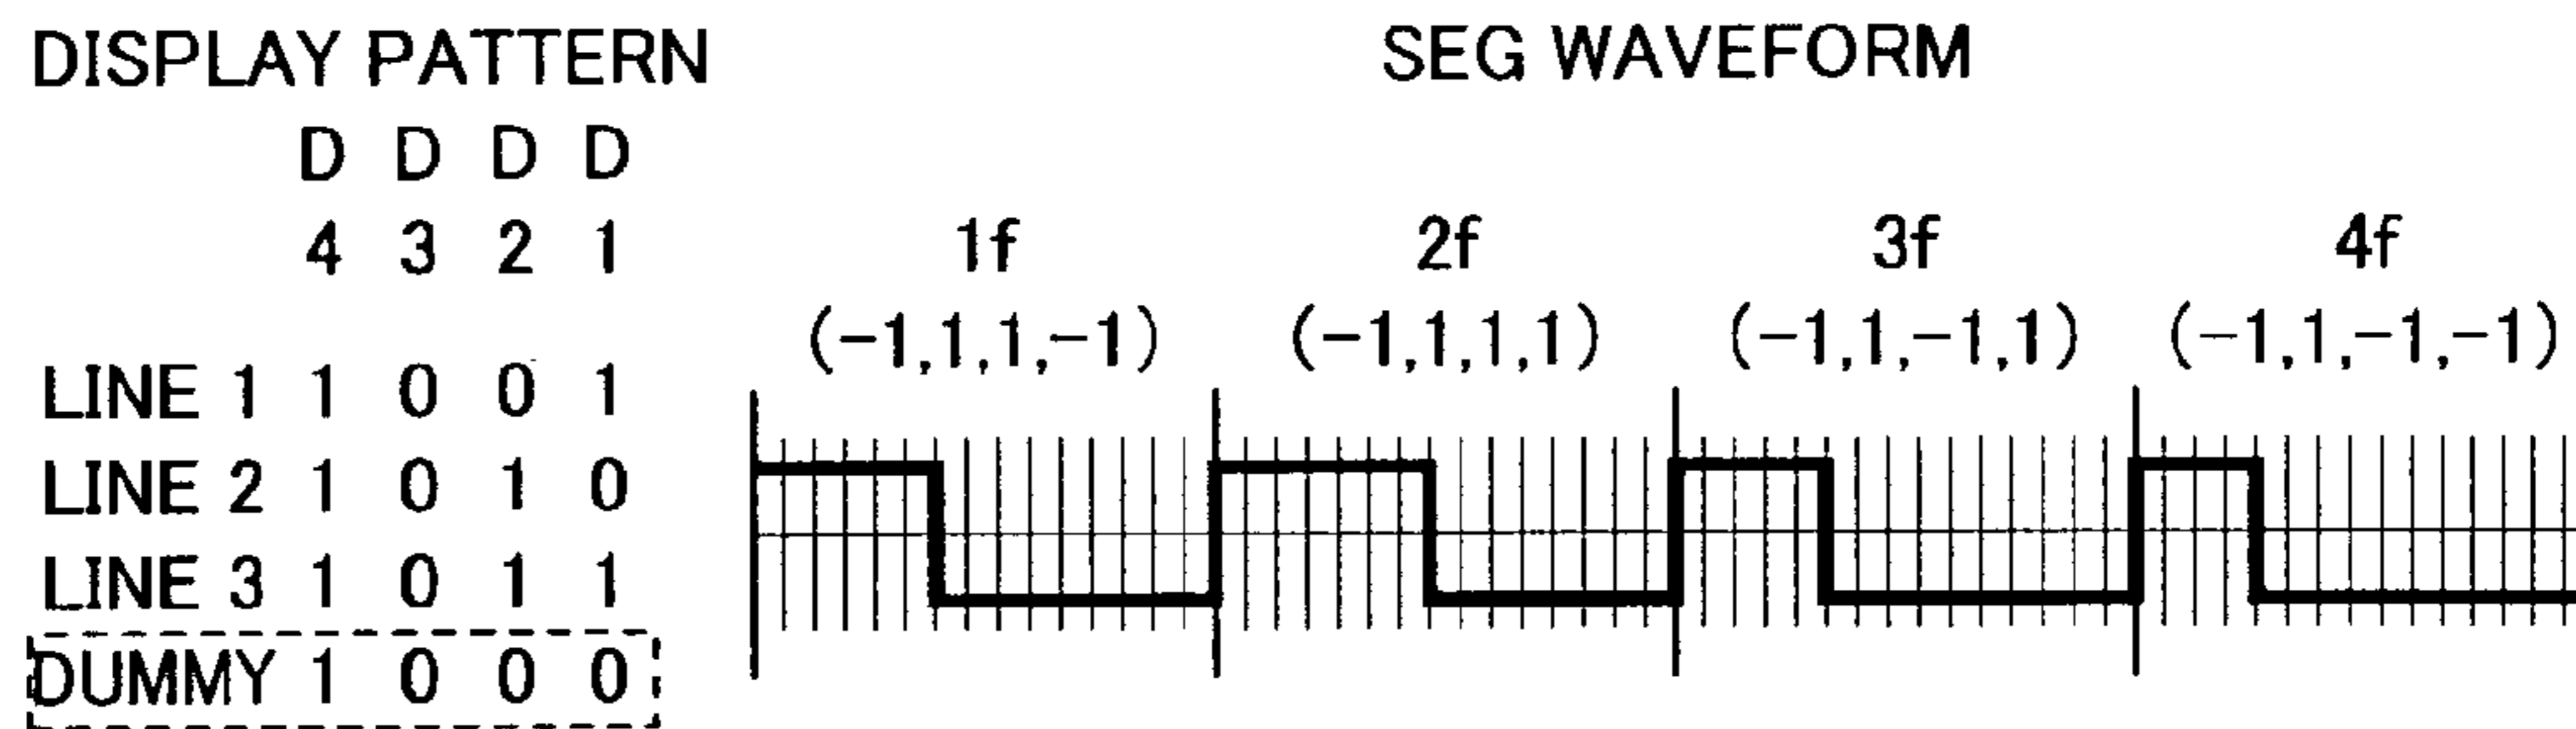 DISPLAY PATTERN SEG WAVEFORM
D D D D
4 3 2 1 1f 2f 3f 4f
(-1,1,1,-1) (-1,1,1,1) (-1,1,-1,1) (-1,1,-1,-1)
LINE 1 1 0 0 1
LINE 2 1 0 1 0
LINE 3 1 0 1 1
DUMMY 1 0 0 0